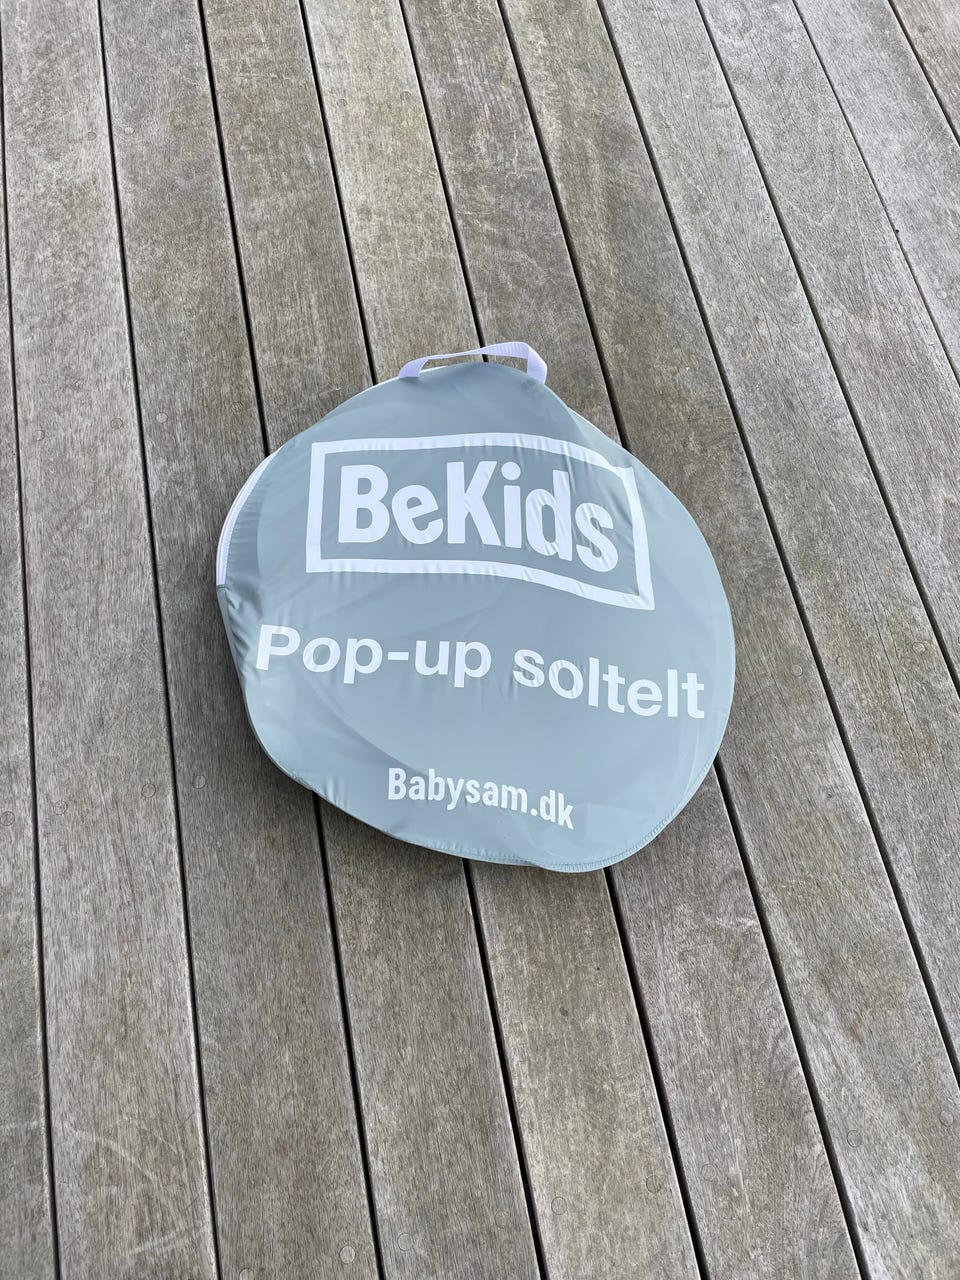 BeKids
Pop-up soltelt
Babysam.dk